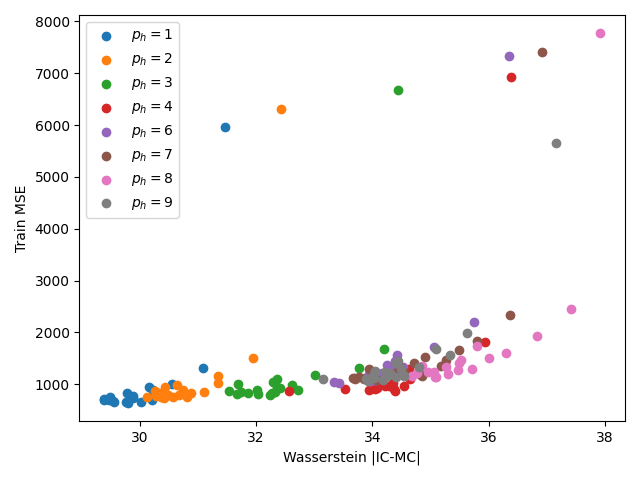 8000
7000
6000
5000
4000
3000
2000
1000
Train MSE
30 32 34 36 38
Wasserstein |IC-MC|
p_h = 1
p_h = 2
p_h = 3
p_h = 4
p_h = 6
p_h = 7
p_h = 8
p_h = 9